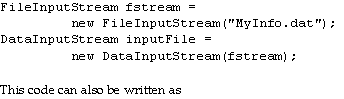 FileInputStream fstream =
new FileInputStream("MyInfo.dat");
DataInputStream inputFile =
new DataInputStream(fstream);
This code can also be written as